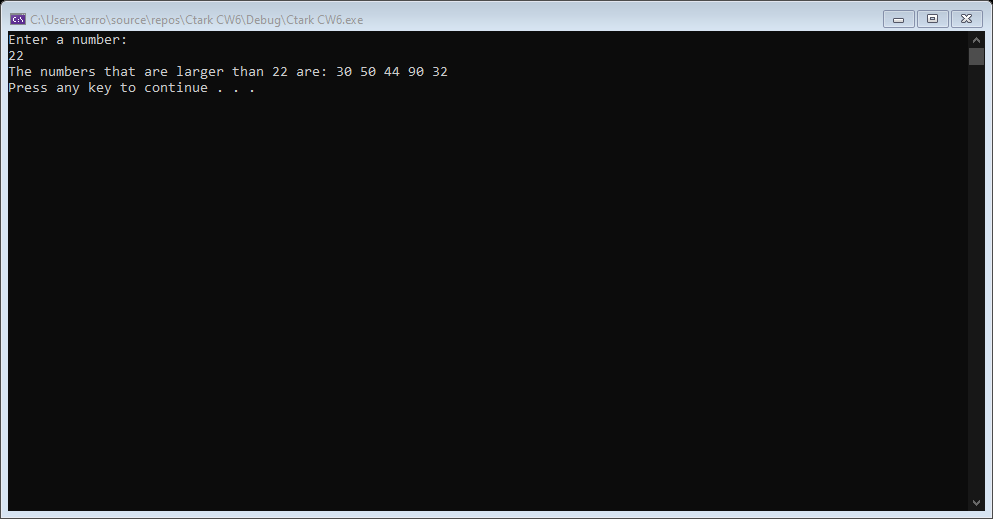 C:\Users\carro\source\repos\Ctark CW6\Debug\Ctark CW6.exe
Enter a number:
22
The numbers that are larger than 22 are: 30 50 44 90 32
Press any key to continue . . .